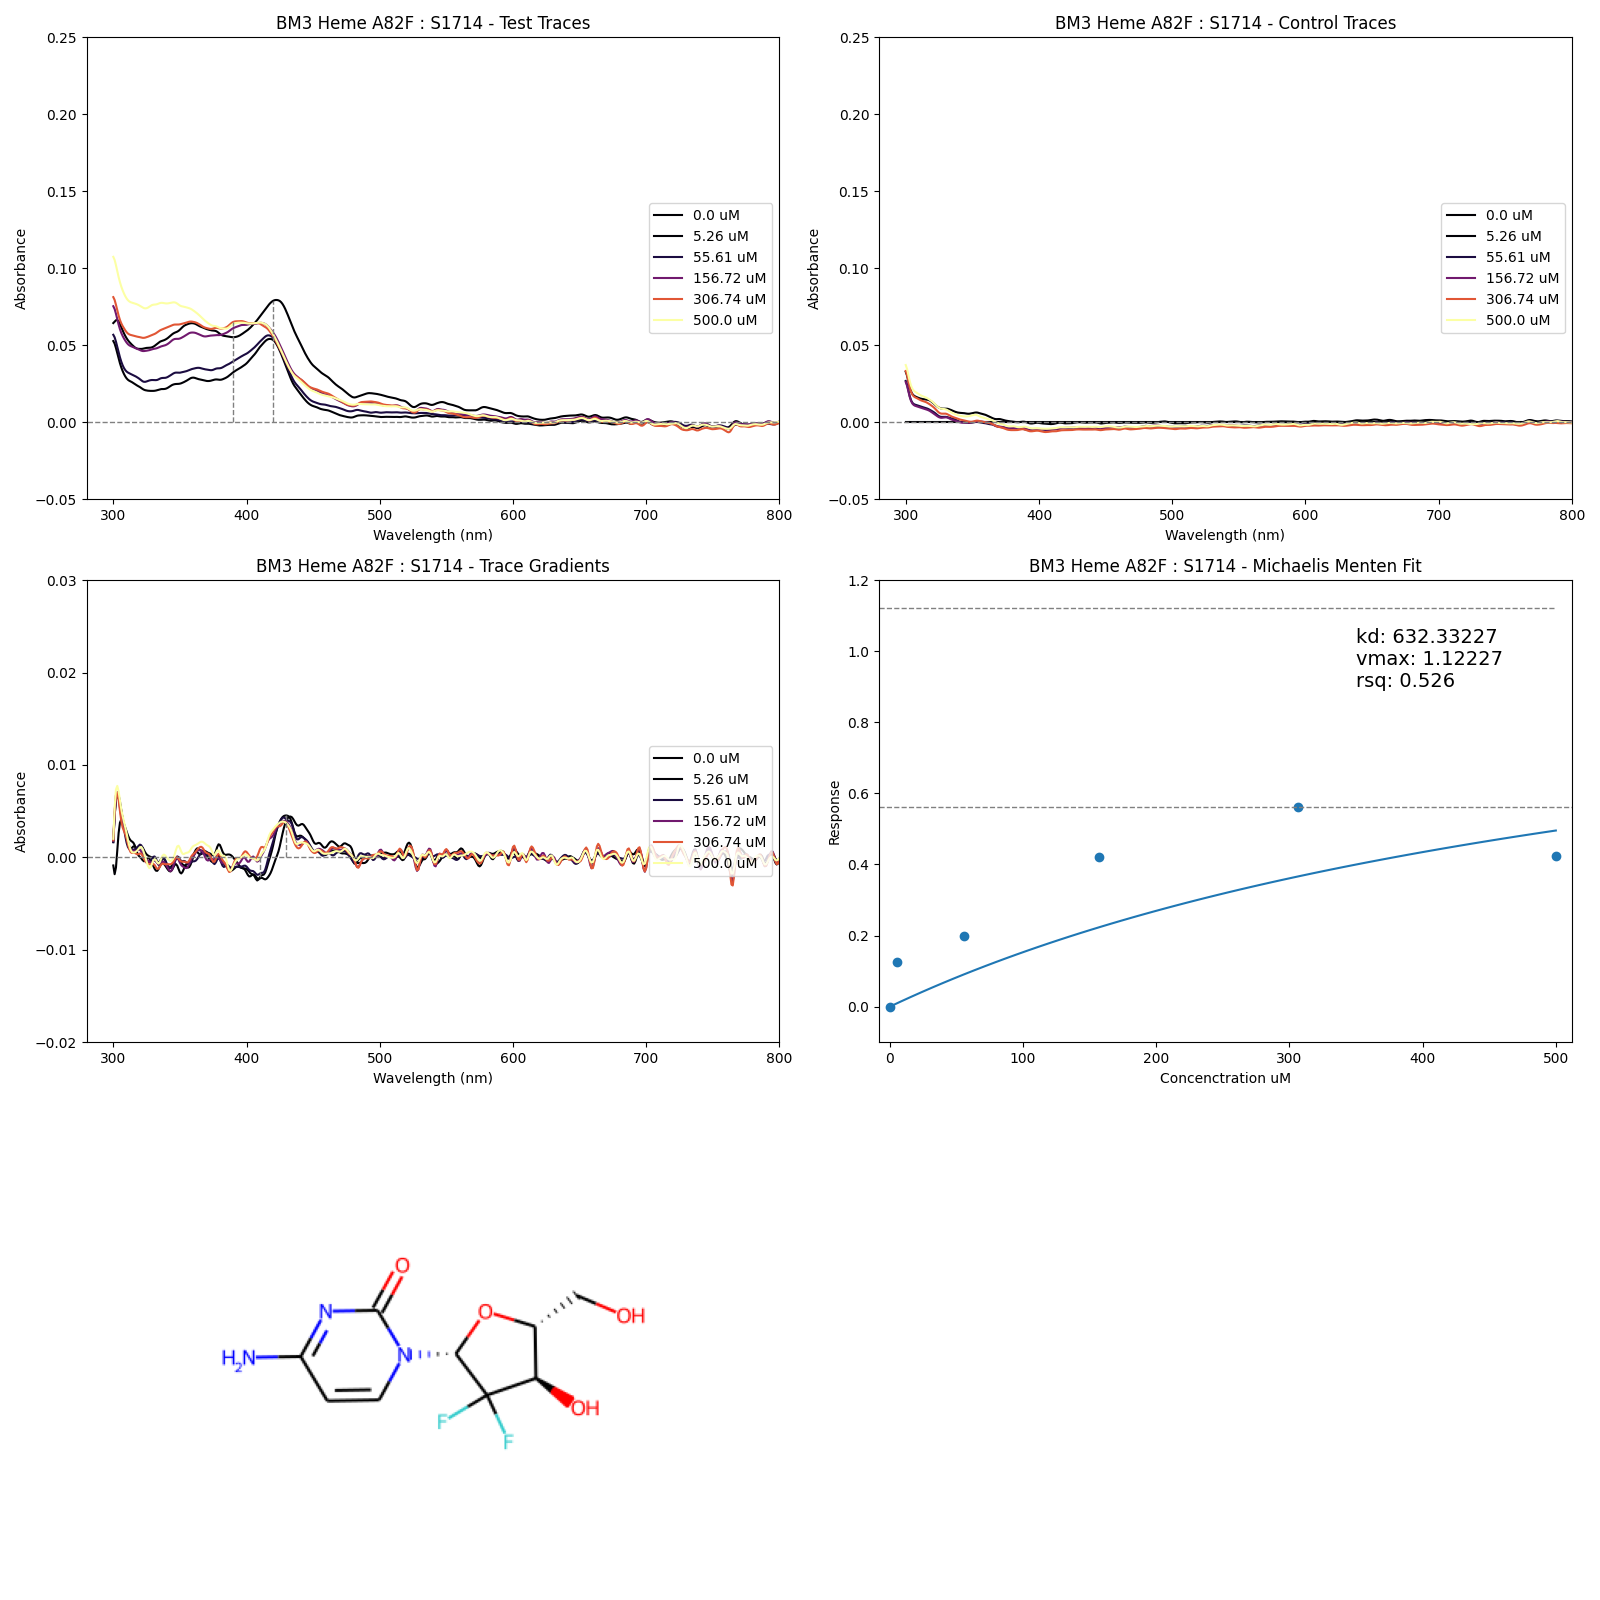 BM3 Heme A82F : S1714 - Test Traces
0.25
0.20
0.15
0.10
0.05
0.00
−0.05
Absorbance
0.0 uM
5.26 uM
55.61 uM
156.72 uM
306.74 uM
500.0 uM
300 400 500 600 700 800
Wavelength (nm)
BM3 Heme A82F : S1714 - Control Traces
0.25
0.20
0.15
0.10
0.05
0.00
−0.05
Absorbance
0.0 uM
5.26 uM
55.61 uM
156.72 uM
306.74 uM
500.0 uM
300 400 500 600 700 800
Wavelength (nm)
BM3 Heme A82F : S1714 - Trace Gradients
0.03
0.02
0.01
0.00
−0.01
−0.02
Absorbance
0.0 uM
5.26 uM
55.61 uM
156.72 uM
306.74 uM
500.0 uM
300 400 500 600 700 800
Wavelength (nm)
BM3 Heme A82F : S1714 - Michaelis Menten Fit
1.2
1.0
0.8
0.6
0.4
0.2
0.0
Response
kd: 632.33227
vmax: 1.12227
rsq: 0.526
0 100 200 300 400 500
Concenctration uM
O
N
O
OH
H2N
N
F
OH
F